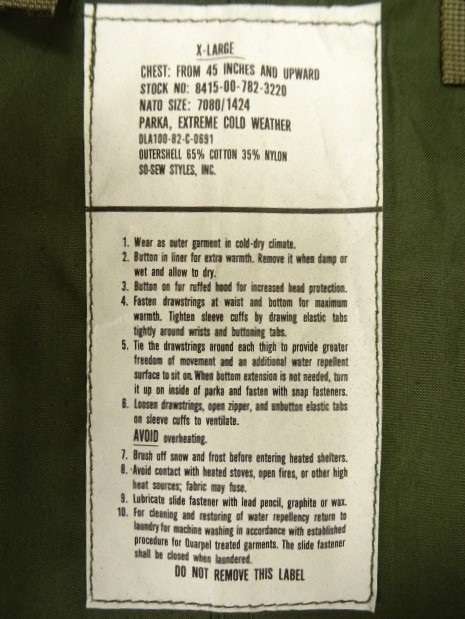 X-LARGE
CHEST: FROM 45 INCHES AND UPWARD
STOCK NO: 8415-00-782-3220
NATO SIZE: 7080/1424
PARKA, EXTREME COLD WEATHER
DLA100-82-C-0691
OUTERSHELL 65% COTTON 35% NYLON
SO-SEW STYLES, INC.
1. Wear as outer garment in cold-dry climate.
2. Button in liner for extra warmth. Remove it when damp or
wet and allow to dry.
3. Button on fur ruffed hood for increased head protection.
4. Fasten drawstrings at waist and bottom for maximum
warmth. Tighten sleeve cuffs by drawing elastic tabs
tightly around wrists and buttoning tabs.
5. Tie the drawstrings around each thigh to provide greater
freedom of movement and an additional water repellent
surface to sit on. When bottom extension is not needed, turn
it up on inside of parka and fasten with snap fasteners.
6. Loosen drawstrings, open zipper, and unbutton elastic tabs
on sleeve cuffs to ventilate.
AVOID overheating.
7. Brush off snow and frost before entering heated shelters.
8. Avoid contact with heated stoves, open fires, or other high
heat sources; fabric may fuse.
9. Lubricate slide fastener with lead pencil, graphite or wax.
10. For cleaning and restoring of water repellency return to
laundry for machine washing in accordance with established
procedure for Quarpel treated garments. The slide fastener
shall be closed when laundered.
DO NOT REMOVE THIS LABEL